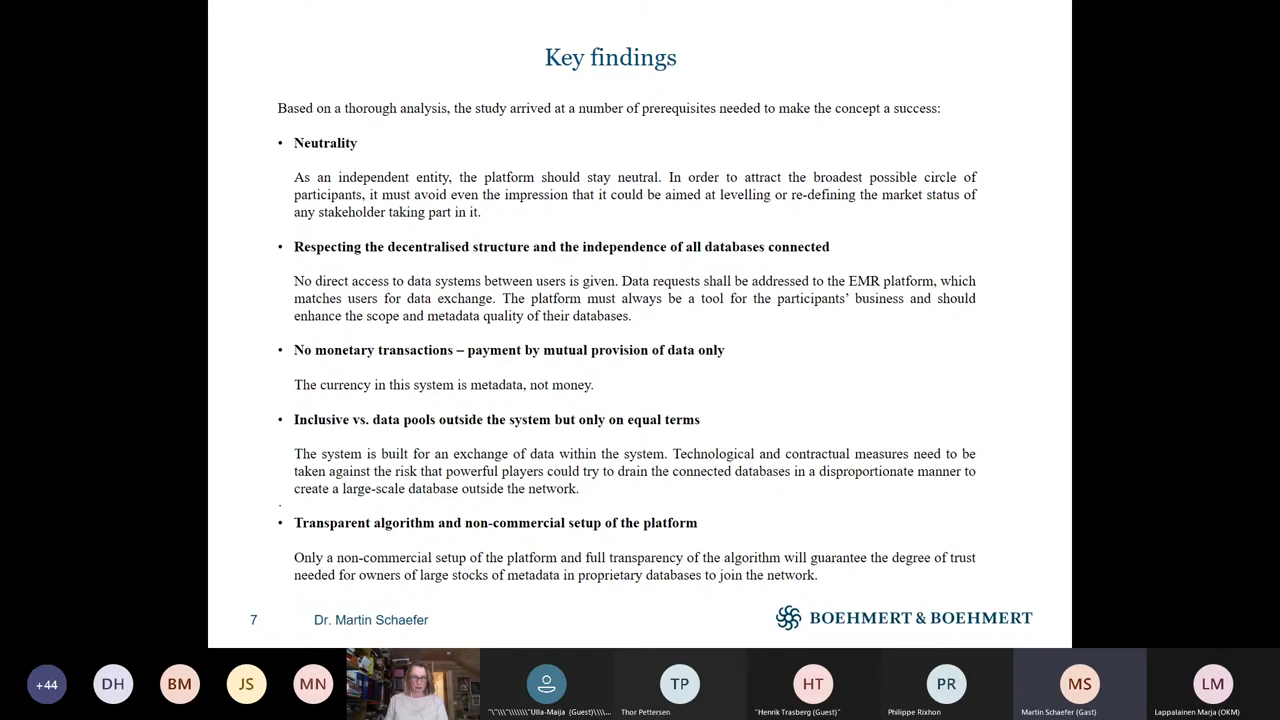 Key findings
Based on a thorough analysis, the study arrived at a number of prerequisites needed to make the concept a success:
• Neutrality
As an independent entity, the platform should stay neutral. In order to attract the broadest possible circle of
participants, it must avoid even the impression that it could be aimed at levelling or re-defining the market status of
any stakeholder taking part in it.
• Respecting the decentralised structure and the independence of all databases connected
No direct access to data systems between users is given. Data requests shall be addressed to the EMR platform, which
matches users for data exchange. The platform must always be a tool for the participants’ business and should
enhance the scope and metadata quality of their databases.
• No monetary transactions – payment by mutual provision of data only
The currency in this system is metadata, not money.
• Inclusive vs. data pools outside the system but only on equal terms
The system is built for an exchange of data within the system. Technological and contractual measures need to be
taken against the risk that powerful players could try to drain the connected databases in a disproportionate manner to
create a large-scale database outside the network.
.
• Transparent algorithm and non-commercial setup of the platform
Only a non-commercial setup of the platform and full transparency of the algorithm will guarantee the degree of trust
needed for owners of large stocks of metadata in proprietary databases to join the network.
7 Dr. Martin Schaefer BOEHMERT & BOEHMERT
+44 DH BM JS MN TP HT PR MS LM
"\"\\\"\\\\\\\"Ulla-Maija (Guest)\\\\... Thor Pettersen "Henrik Trasberg (Guest)" Philippe Rixhon Martin Schaefer (Gast) Lappalainen Marja (OKM)